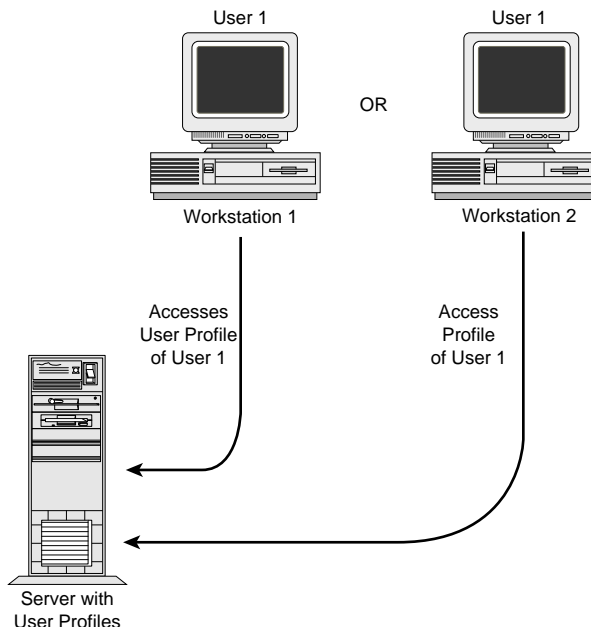 User 1
User 1
OR
Workstation 1
Workstation 2
Accesses
User Profile
of User 1
Access
Profile
of User 1
Server with
User Profiles